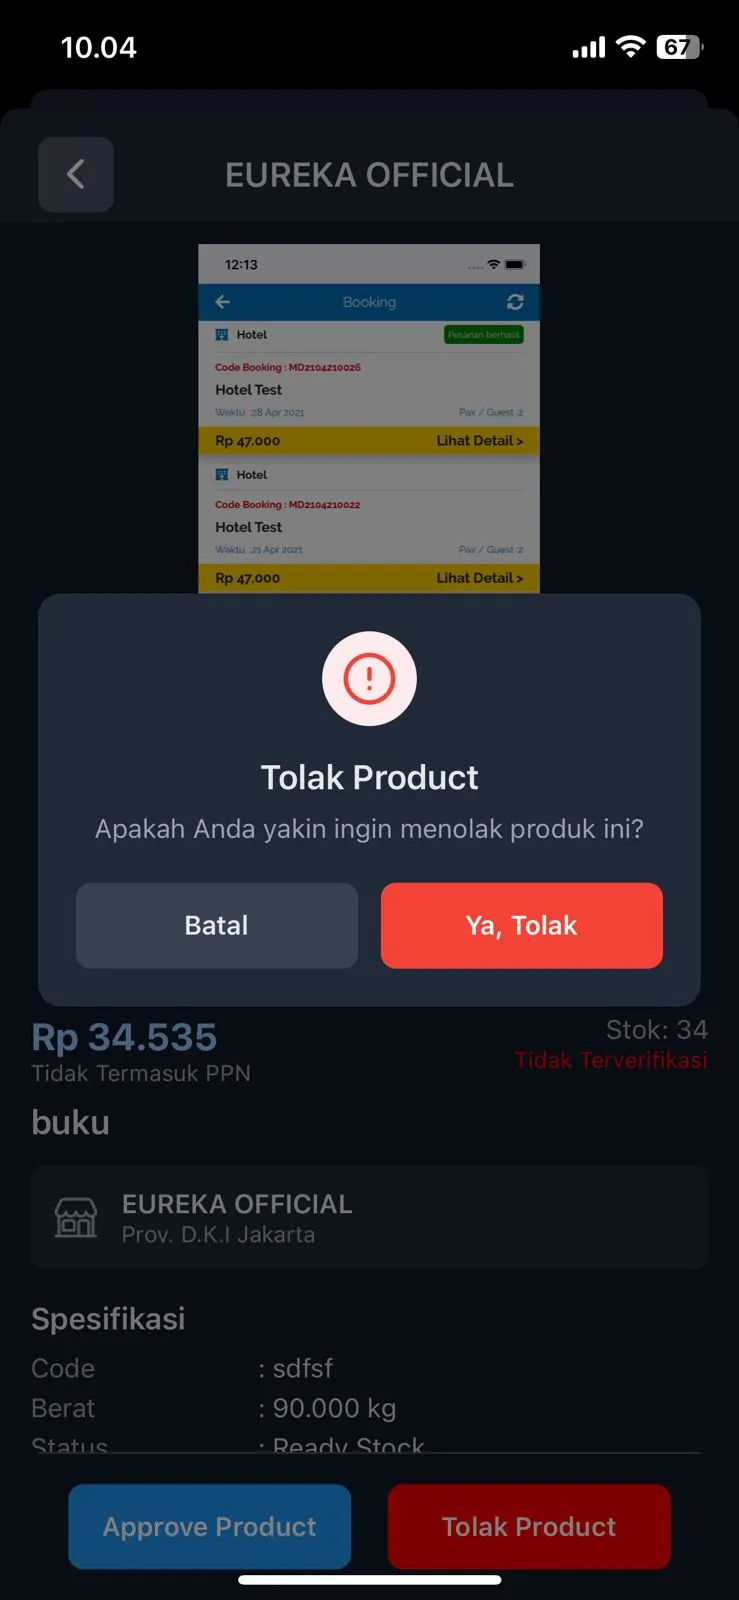 10.04
67
EUREKA OFFICIAL
12:13
Booking
Hotel
Pesanan berhasil
Code Booking : MD2104210026
Hotel Test
Waktu :28 Apr 2021
Pax / Guest :2
Rp 47.000
Lihat Detail >
Hotel
Code Booking : MD2104210022
Hotel Test
Waktu :21 Apr 2021
Pax / Guest :2
Rp 47.000
Lihat Detail >
Tolak Product
Apakah Anda yakin ingin menolak produk ini?
Batal
Ya, Tolak
Rp 34.535
Stok: 34
Tidak Termasuk PPN
Tidak Terverifikasi
buku
EUREKA OFFICIAL
Prov. D.K.I Jakarta
Spesifikasi
Code : sdfsf
Berat : 90.000 kg
Status : Ready Stock
Approve Product
Tolak Product